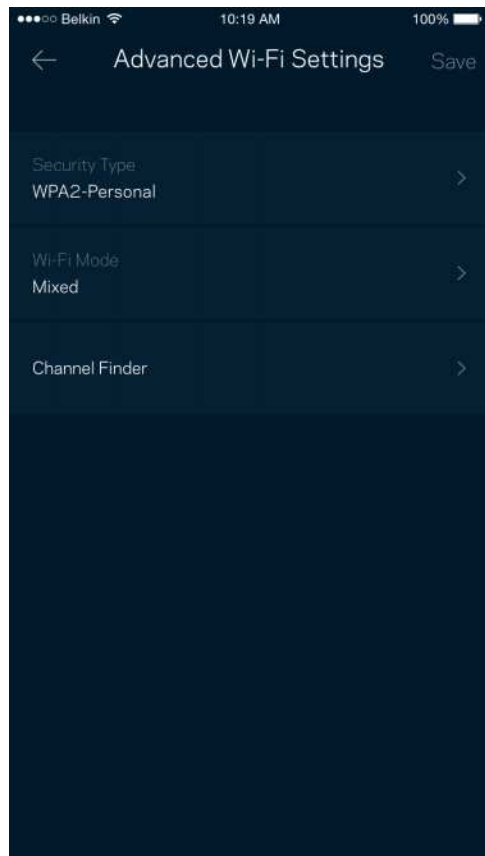 Belkin 10:19 AM 100%
Advanced Wi-Fi Settings Save
Security Type
WPA2-Personal
Wi-Fi Mode
Mixed
Channel Finder